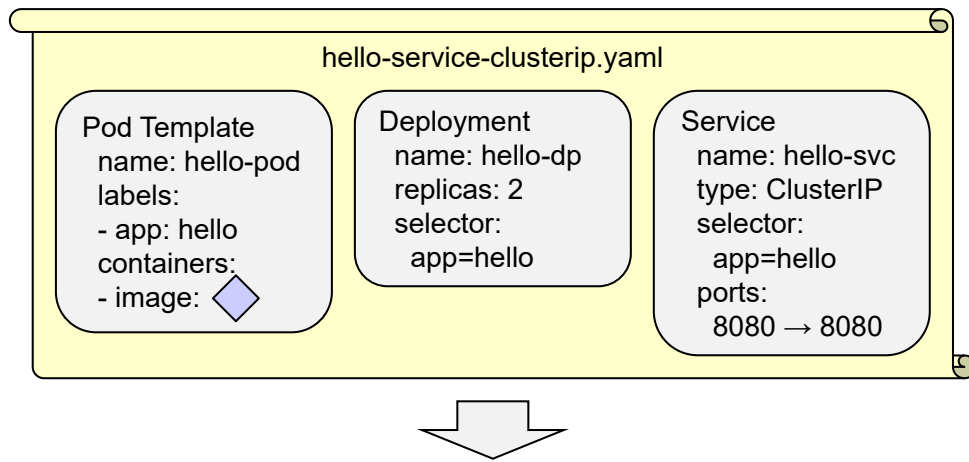 hello-service-clusterip.yaml
Pod Template
name: hello-pod
labels:
- app: hello
containers:
- image:
Deployment
name: hello-dp
replicas: 2
selector:
app=hello
Service
name: hello-svc
type: ClusterIP
selector:
app=hello
ports:
8080 → 8080